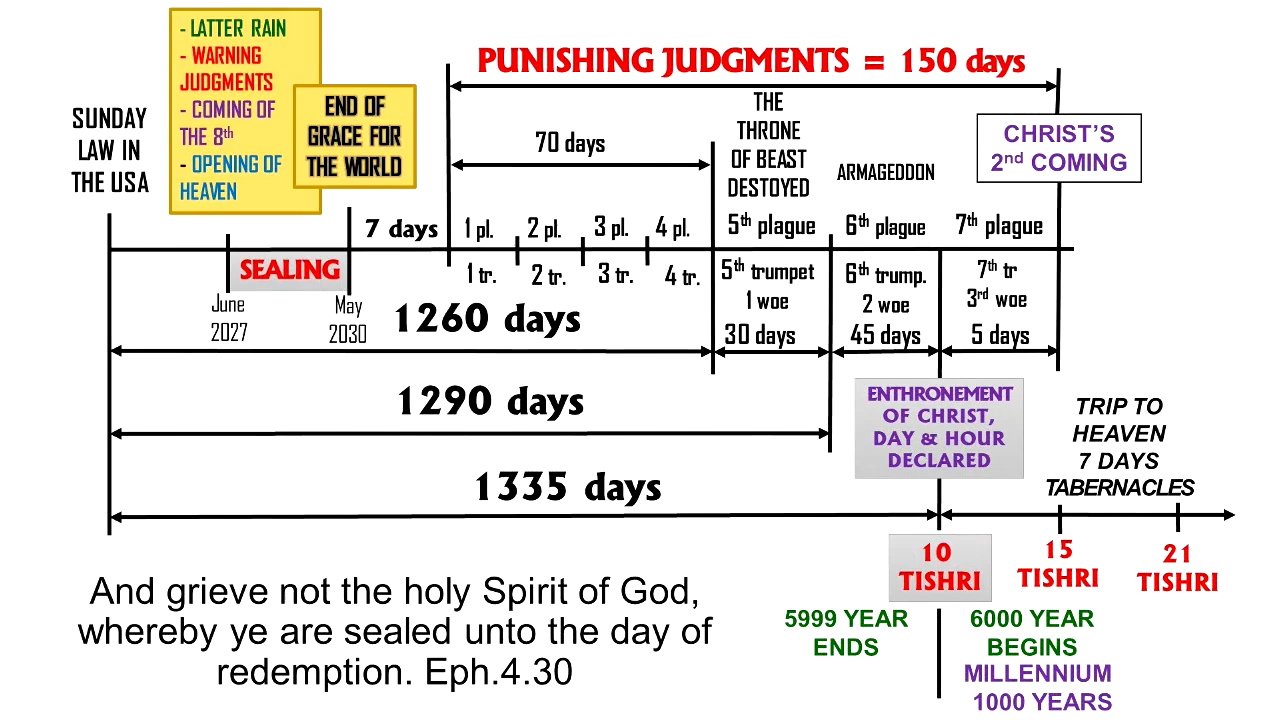 - LATTER RAIN
- WARNING
JUDGMENTS
- COMING OF
THE 8th
- OPENING OF
HEAVEN
SUNDAY
LAW IN
THE USA
END OF
GRACE FOR
THE WORLD
PUNISHING JUDGMENTS = 150 days
70 days
THE
THRONE
OF BEAST
DESTOYED
ARMAGEDDON
CHRIST'S
2nd COMING
7 days
1 pl.
2 pl.
3 pl.
4 pl.
5th plague
6th plague
7th plague
SEALING
1 tr.
2 tr.
3 tr.
4 tr.
5th trumpet
1 woe
30 days
6th trump.
2 woe
45 days
7th tr
3rd woe
5 days
June
2027
May
2030
1260 days
1290 days
1335 days
ENTHRONEMENT
OF CHRIST,
DAY & HOUR
DECLARED
TRIP TO
HEAVEN
7 DAYS
TABERNACLES
10
TISHRI
15
TISHRI
21
TISHRI
5999 YEAR
ENDS
6000 YEAR
BEGINS
MILLENNIUM
1000 YEARS
And grieve not the holy Spirit of God,
whereby ye are sealed unto the day of
redemption. Eph.4.30